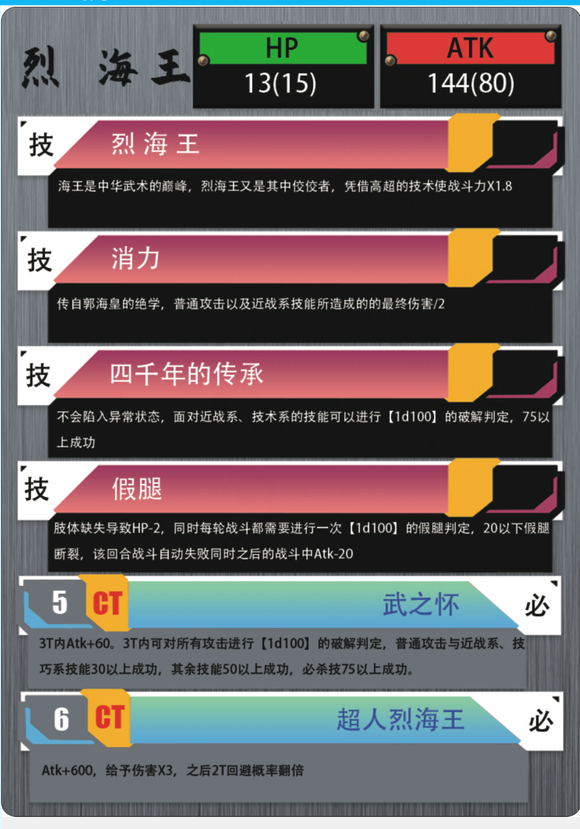 烈 海 王
HP
13(15)
ATK
144(80)
技
烈 海 王
海王是中华武术的巅峰，烈海王又是其中佼佼者，凭借高超的技术使战斗力X1.8
技
消力
传自郭海皇的绝学，普通攻击以及近战系技能所造成的的最终伤害/2
技
四千年的传承
不会陷入异常状态，面对近战系、技术系的技能可以进行【1d100】的破解判定，75以
上成功
技
假腿
肢体缺失导致HP-2，同时每轮战斗都需要进行一次【1d100】的假腿判定，20以下假腿
断裂，该回合战斗自动失败同时之后的战斗中Atk-20
5
CT
武之怀
必
3T内Atk+60。3T内可对所有攻击进行【1d100】的破解判定，普通攻击与近战系、技
巧系技能30以上成功，其余技能50以上成功，必杀技75以上成功。
6
CT
超人烈海王
必
Atk+600，给予伤害X3，之后2T回避概率翻倍